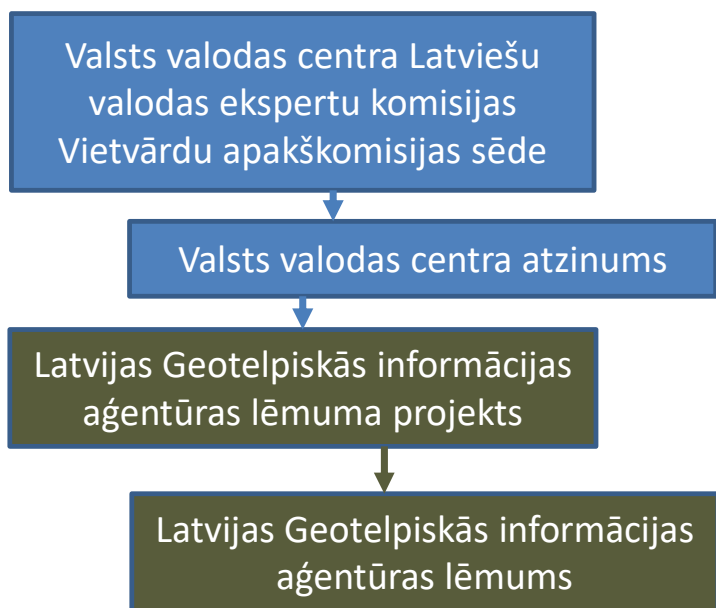 Valsts valodas centra Latviešu
valodas ekspertu komisijas
Vietvārdu apakškomisijas sēde
Valsts valodas centra atzinums
Latvijas Geotelpiskās informācijas
aģentūras lēmuma projekts
Latvijas Geotelpiskās informācijas
aģentūras lēmums